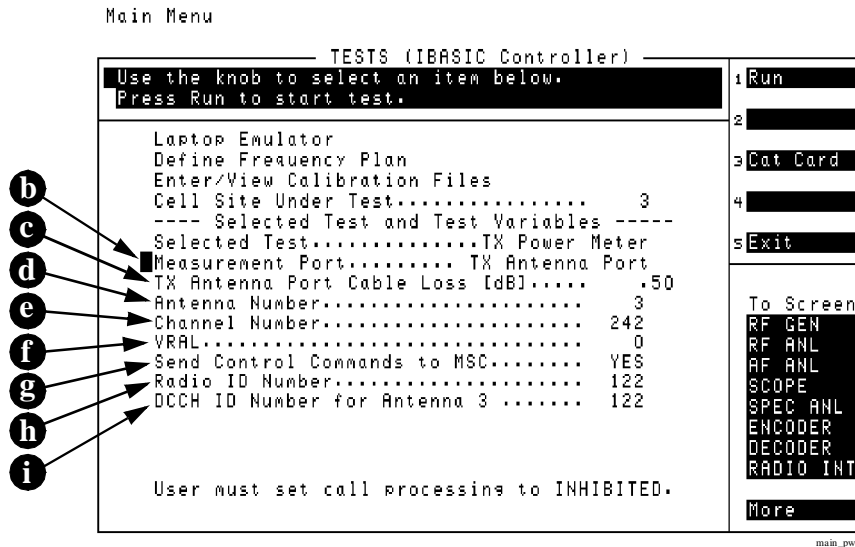 Main Menu
TESTS (IBASIC Controller)
Use the knob to select an item below.
Press Run to start test.
Laptop Emulator
Define Frequency Plan
Enter/View Calibration Files
Cell Site Under Test................ 3
---- Selected Test and Test Variables -----
Selected Test..............TX Power Meter
Measurement Port......... TX Antenna Port
TX Antenna Port Cable Loss [dB]..... .50
Antenna Number...................... 3
Channel Number...................... 242
VRAL................................ 0
Send Control Commands to MSC........ YES
Radio ID Number..................... 122
DCCH ID Number for Antenna 3 ....... 122
User must set call processing to INHIBITED.
b
c
d
e
f
g
h
i
1 Run
2
3 Cat Card
4
5 Exit
To Screen
RF GEN
RF ANL
AF ANL
SCOPE
SPEC ANL
ENCODER
DECODER
RADIO INT
More
main_pw